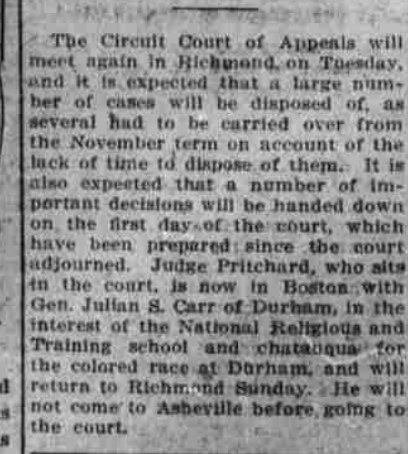 The Circuit Court of Appeals will
meet again in Richmond, on Tuesday,
and it is expected that a large num-
ber of cases will be disposed of, as
several had to be carried over from
the November term on account of the
lack of time to dispose of them. It is
also expected that a number of im-
portant decisions will be handed down
on the first day of the court, which
have been prepared since the court
adjourned. Judge Pritchard, who sits
in the court, is now in Boston with
Gen. Julian S. Carr of Durham, in the
interest of the National Religious and
Training school and chatauqua for
the colored race at Durham, and will
return to Richmond Sunday. He will
not come to Asheville before going to
the court.